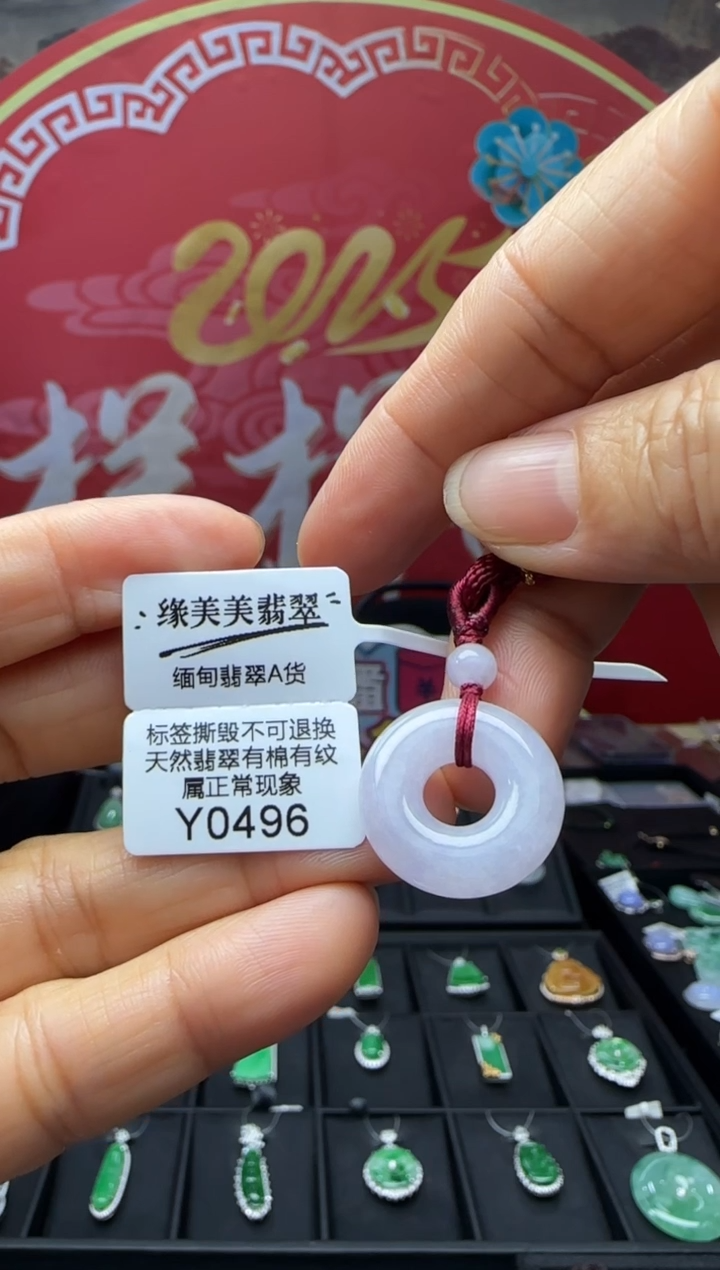 2025
缘美美翡翠
缅甸翡翠A货
标签撕毁不可退换
天然翡翠有棉有纹
属正常现象
Y0496